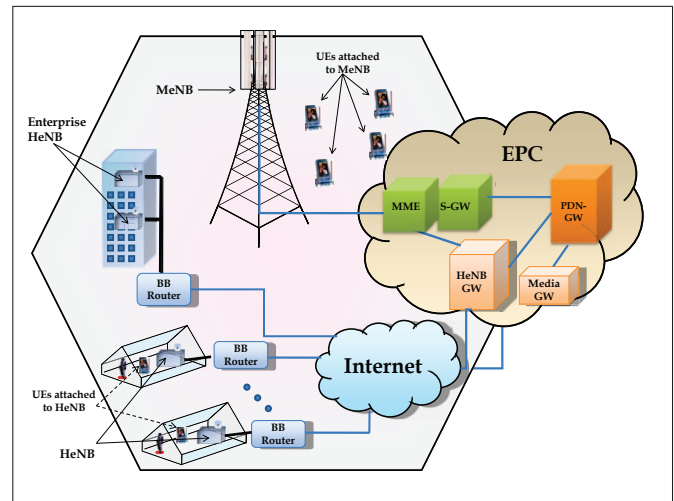 UEs attached
to MeNB
MeNB
Enterprise
HeNB
EPC
MME
S-GW
PDN-
GW
HeNB
GW
Media
GW
BB
Router
BB
Router
Internet
UEs attached
to HeNB
BB
Router
HeNB